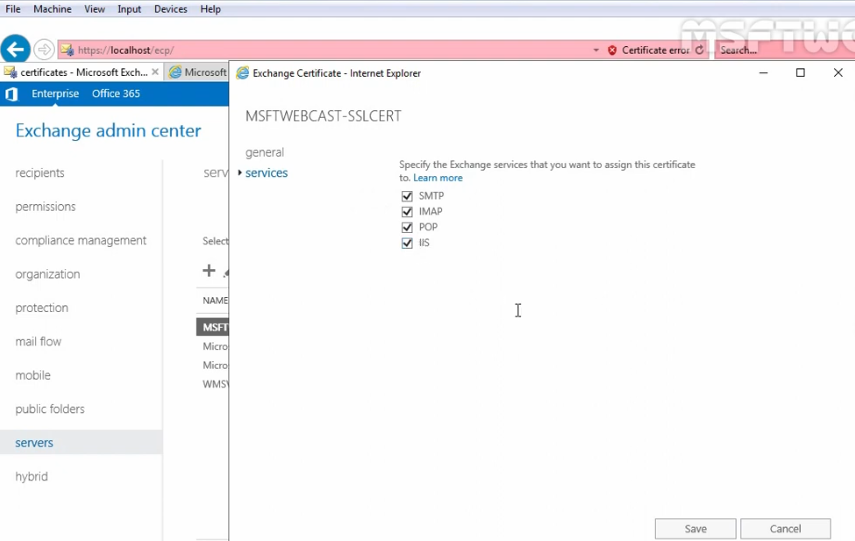 File Machine View Input Devices Help
MSFTWE
https://localhost/ecp/ Certificate error Search...
certificates - Microsoft Exch... Microsoft
Exchange Certificate - Internet Explorer
Enterprise Office 365
MSFTWEBCAST-SSLCERT
Exchange admin center
general
services
recipients
permissions
compliance management
organization
protection
mail flow
mobile
public folders
servers
hybrid
serv
Select
NAME
MSFT
Micro
Micro
WMSV
Specify the Exchange services that you want to assign this certificate
to. Learn more
SMTP
IMAP
POP
IIS
Save Cancel